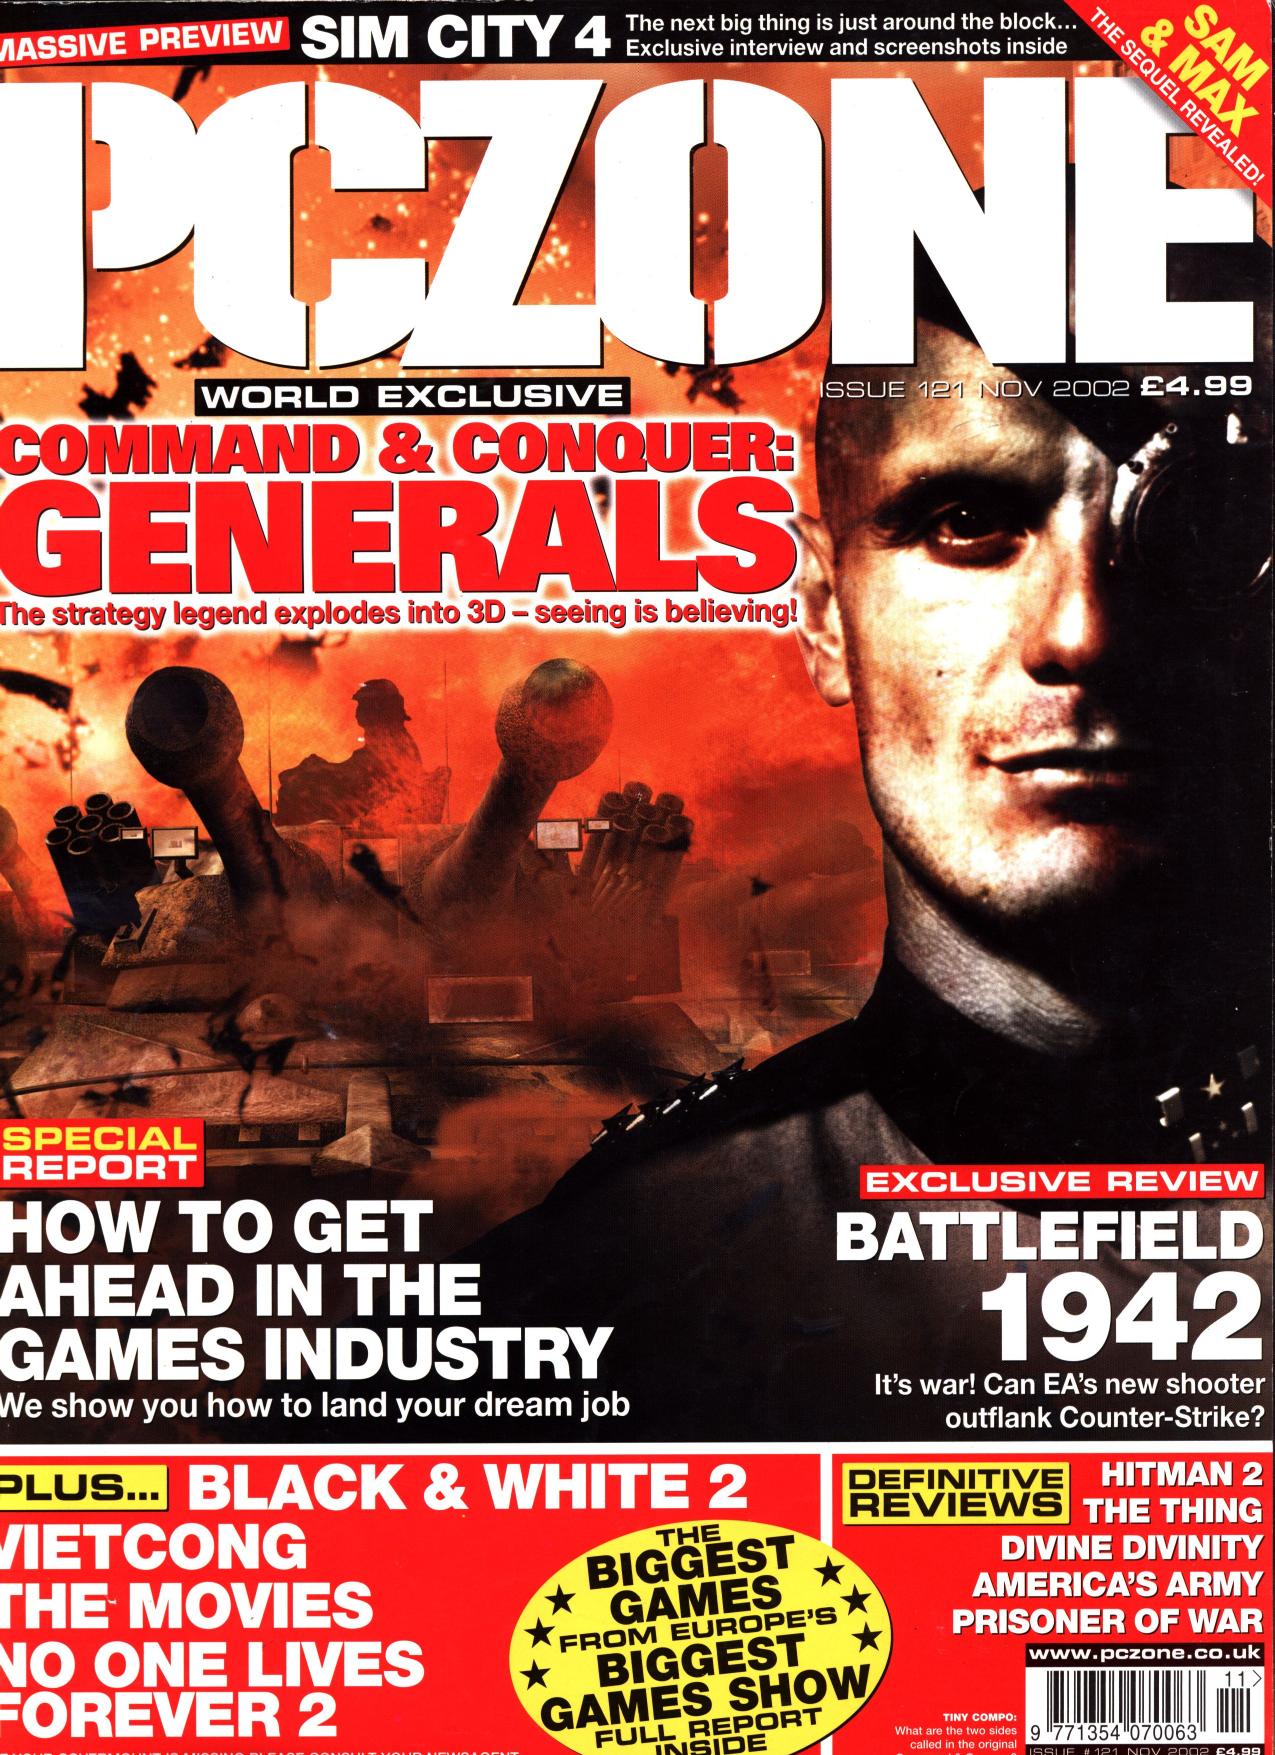 MASSIVE PREVIEW SIM CITY 4
The next big thing is just around the block...
Exclusive interview and screenshots inside
SAM
& MAX
THE SEQUEL REVEALED!
PCZONE
ISSUE 121 NOV 2002 £4.99
WORLD EXCLUSIVE
COMMAND & CONQUER:
GENERALS
The strategy legend explodes into 3D – seeing is believing!
SPECIAL
REPORT
HOW TO GET
AHEAD IN THE
GAMES INDUSTRY
We show you how to land your dream job
EXCLUSIVE REVIEW
BATTLEFIELD
1942
It's war! Can EA's new shooter
outflank Counter-Strike?
PLUS... BLACK & WHITE 2
VIETCONG
THE MOVIES
NO ONE LIVES
FOREVER 2
THE
BIGGEST
GAMES
FROM EUROPE'S
BIGGEST
GAMES SHOW
FULL REPORT
INSIDE
DEFINITIVE
REVIEWS
HITMAN 2
THE THING
DIVINE DIVINITY
AMERICA'S ARMY
PRISONER OF WAR
www.pczone.co.uk
TINY COMPO:
What are the two sides
called in the original
11>
9 771354 070063
ISSUE #121 NOV 2002 £4.99